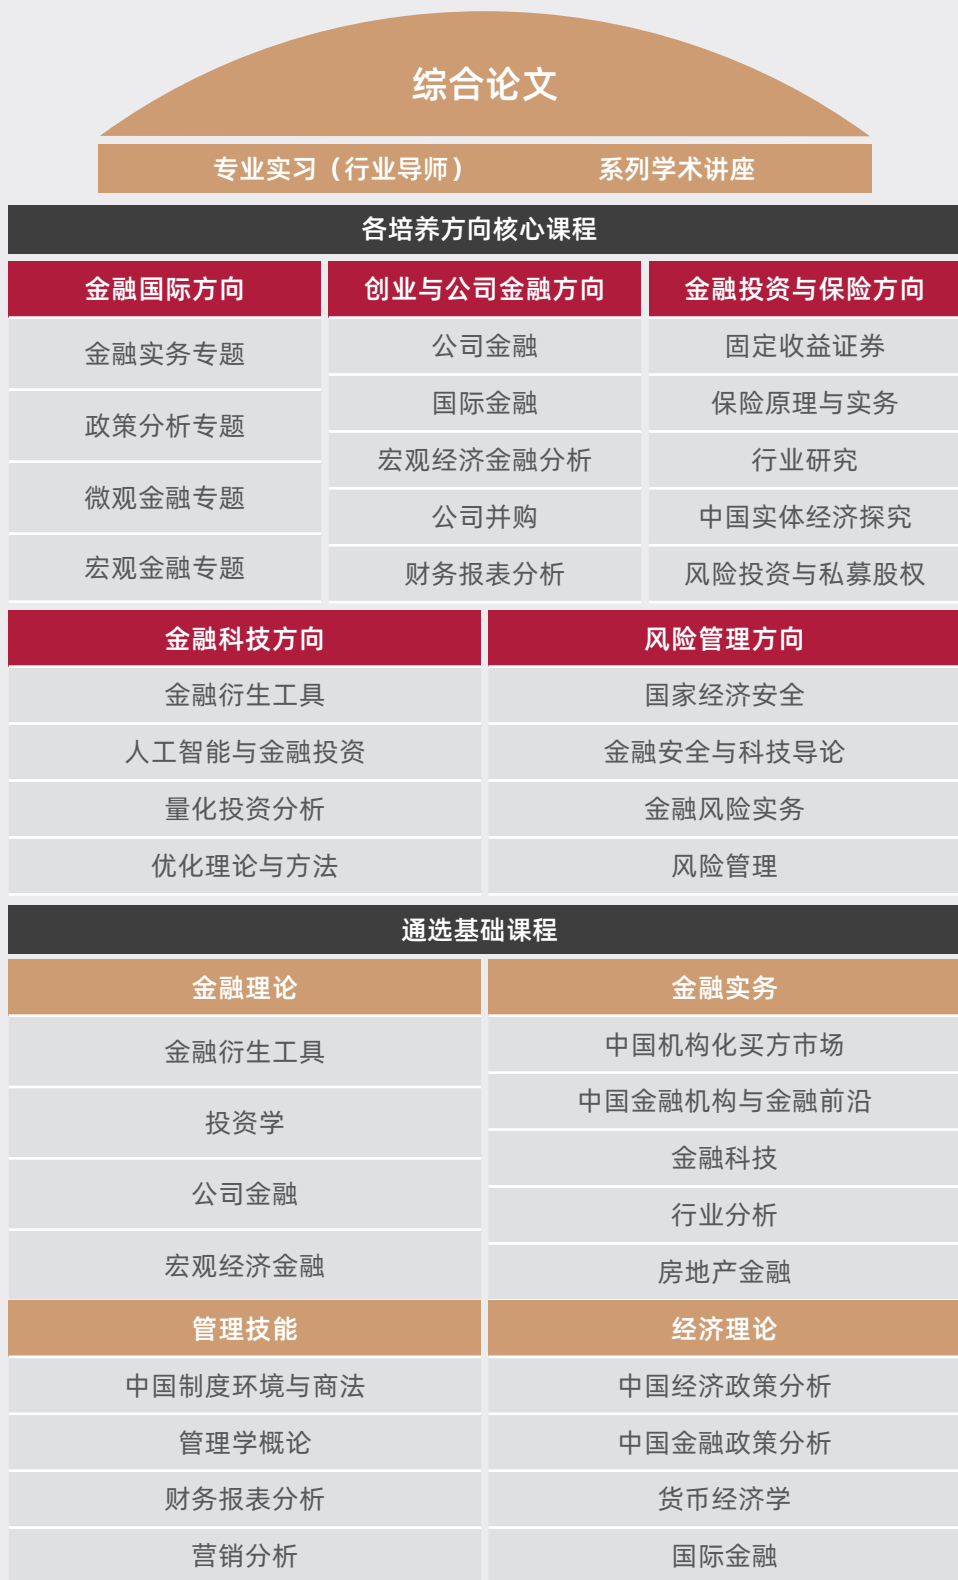 综合论文
专业实习（行业导师） 系列学术讲座
各培养方向核心课程
金融国际方向
金融实务专题
政策分析专题
微观金融专题
宏观金融专题
创业与公司金融方向
公司金融
国际金融
宏观经济金融分析
公司并购
财务报表分析
金融投资与保险方向
固定收益证券
保险原理与实务
行业研究
中国实体经济探究
风险投资与私募股权
金融科技方向
金融衍生工具
人工智能与金融投资
量化投资分析
优化理论与方法
风险管理方向
国家经济安全
金融安全与科技导论
金融风险实务
风险管理
通选基础课程
金融理论
金融衍生工具
投资学
公司金融
宏观经济金融
金融实务
中国机构化买方市场
中国金融机构与金融前沿
金融科技
行业分析
房地产金融
管理技能
中国制度环境与商法
管理学概论
财务报表分析
营销分析
经济理论
中国经济政策分析
中国金融政策分析
货币经济学
国际金融